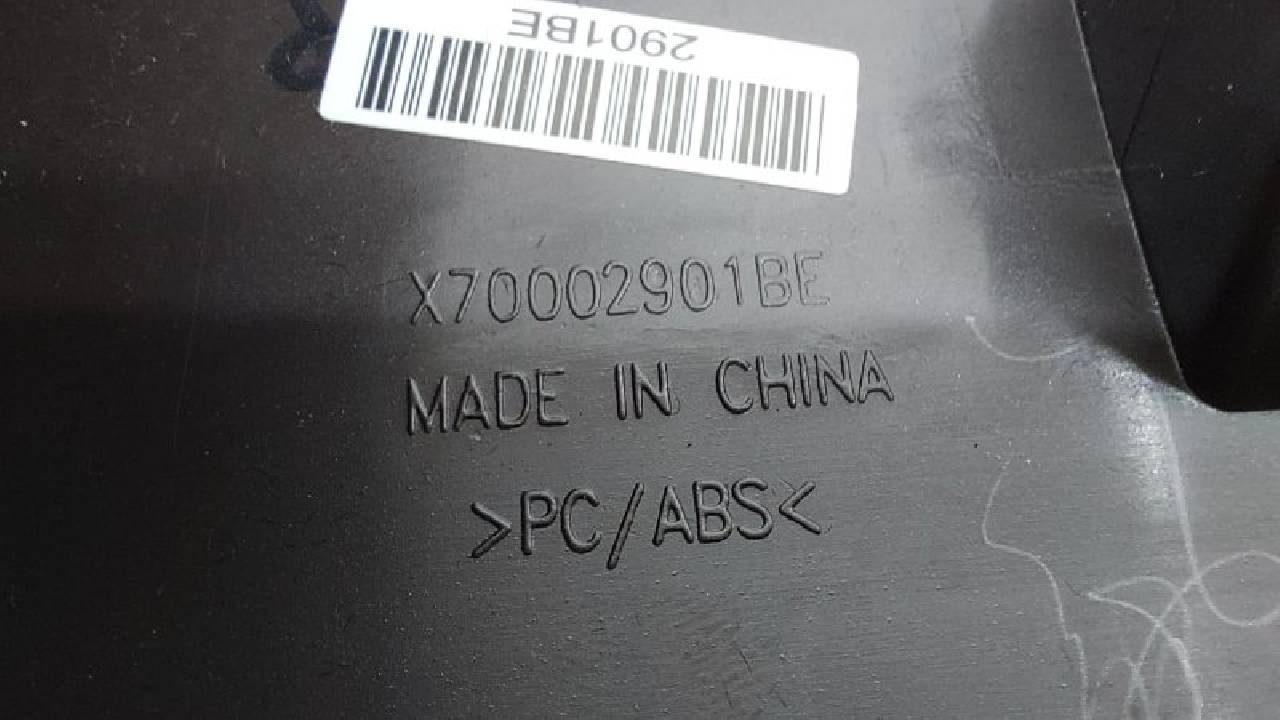 2901BE
X70002901BE
MADE IN CHINA
>PC/ABS<